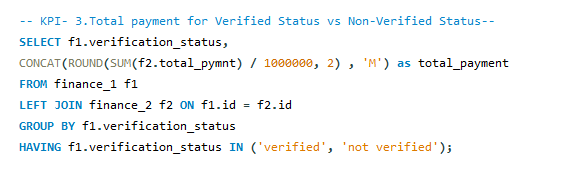 -- KPI- 3.Total payment for Verified Status vs Non-Verified Status--
SELECT f1.verification_status,
CONCAT(ROUND(SUM(f2.total_pymnt) / 1000000, 2) , 'M') as total_payment
FROM finance_1 f1
LEFT JOIN finance_2 f2 ON f1.id = f2.id
GROUP BY f1.verification_status
HAVING f1.verification_status IN ('verified', 'not verified');